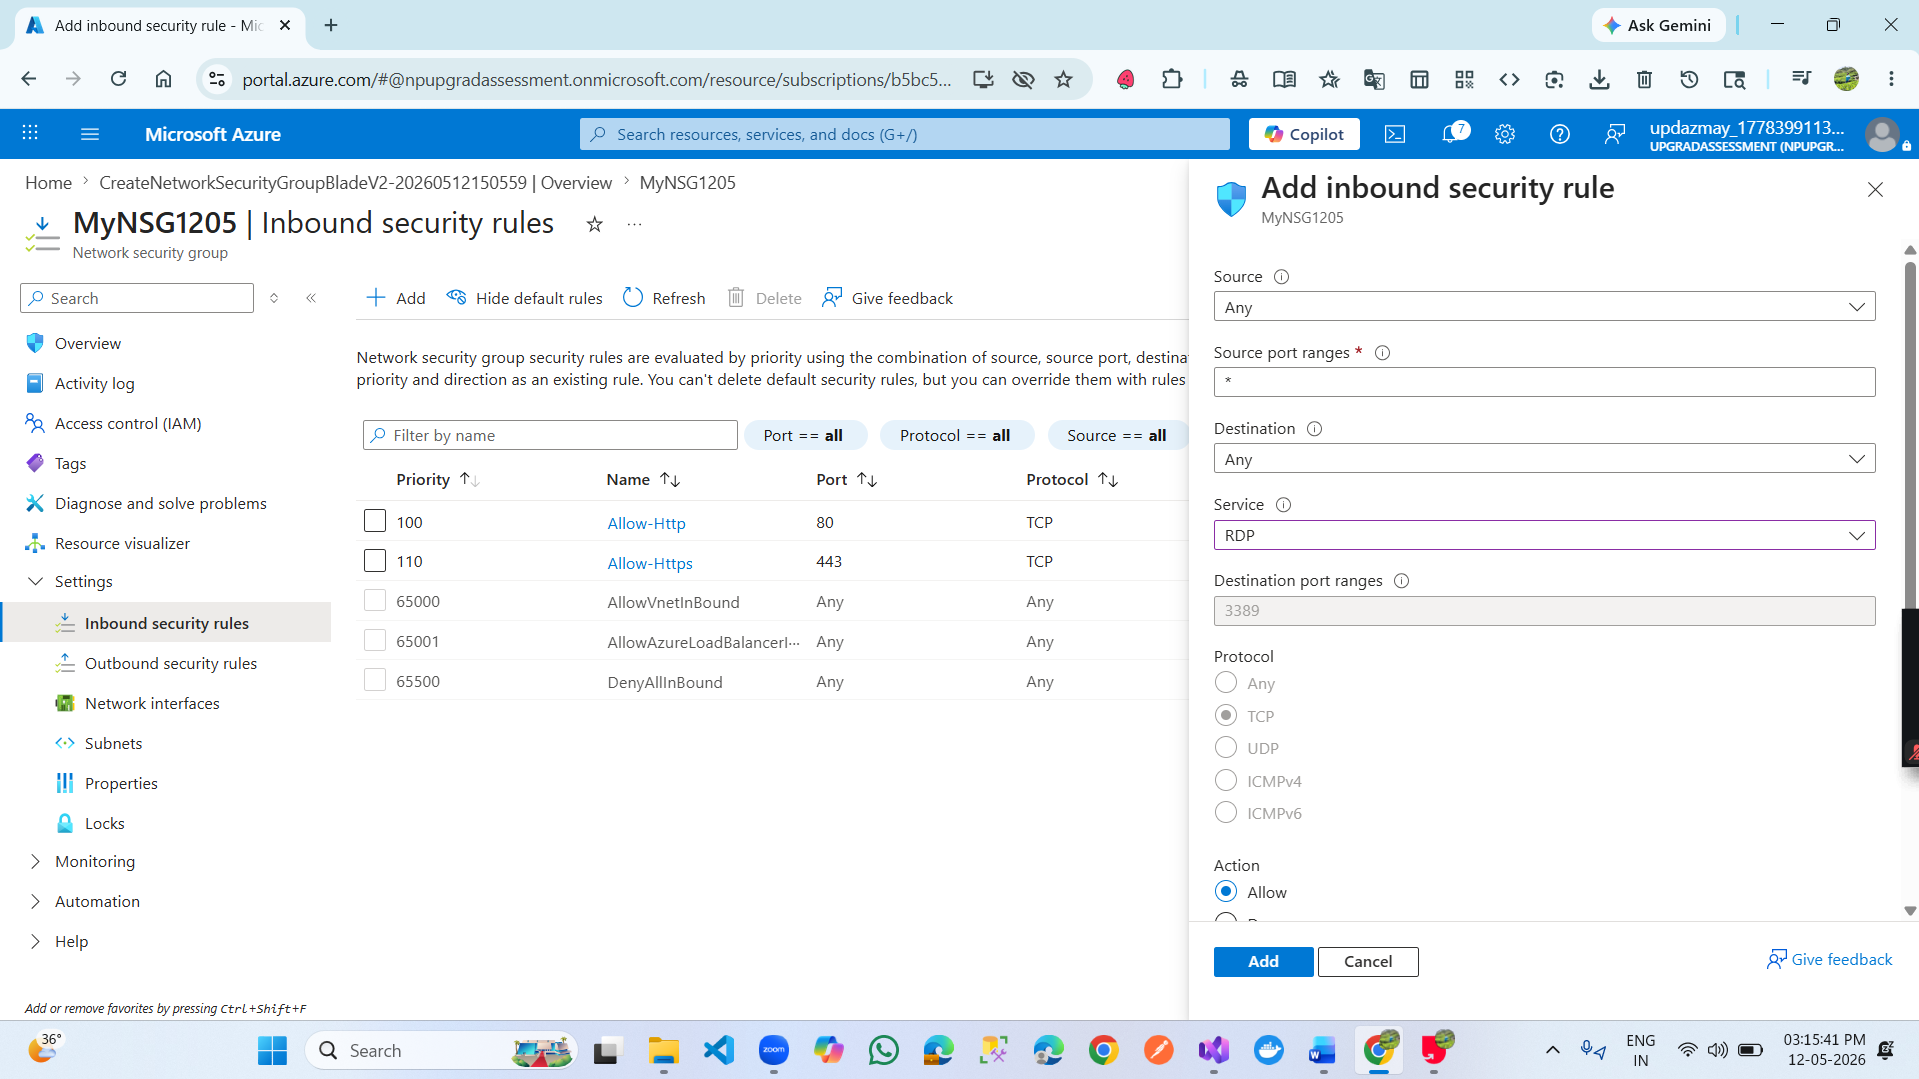 Add inbound security rule - Mic
Ask Gemini
portal.azure.com/#@npupgradassessment.onmicrosoft.com/resource/subscriptions/b5bc5...
Microsoft Azure
Search resources, services, and docs (G+/)
Copilot
7
updazmay_1778399113...
UPGRADASSESSMENT (NPUPGR...
Home > CreateNetworkSecurityGroupBladeV2-20260512150559 | Overview > MyNSG1205
MyNSG1205 | Inbound security rules
Network security group
Search
Overview
Activity log
Access control (IAM)
Tags
Diagnose and solve problems
Resource visualizer
Settings
Inbound security rules
Outbound security rules
Network interfaces
Subnets
Properties
Locks
Monitoring
Automation
Help
Add or remove favorites by pressing Ctrl+Shift+F
Add
Hide default rules
Refresh
Delete
Give feedback
Network security group security rules are evaluated by priority using the combination of source, source port, destina
priority and direction as an existing rule. You can't delete default security rules, but you can override them with rules
Filter by name
Port == all
Protocol == all
Source == all
Priority Name Port Protocol
100 Allow-Http 80 TCP
110 Allow-Https 443 TCP
65000 AllowVnetInBound Any Any
65001 AllowAzureLoadBalancerI... Any Any
65500 DenyAllInBound Any Any
Add inbound security rule
MyNSG1205
Source
Any
Source port ranges *
*
Destination
Any
Service
RDP
Destination port ranges
3389
Protocol
Any
TCP
UDP
ICMPv4
ICMPv6
Action
Allow
Add
Cancel
Give feedback
36°
Search
zoom
ENG
IN
03:15:41 PM
12-05-2026